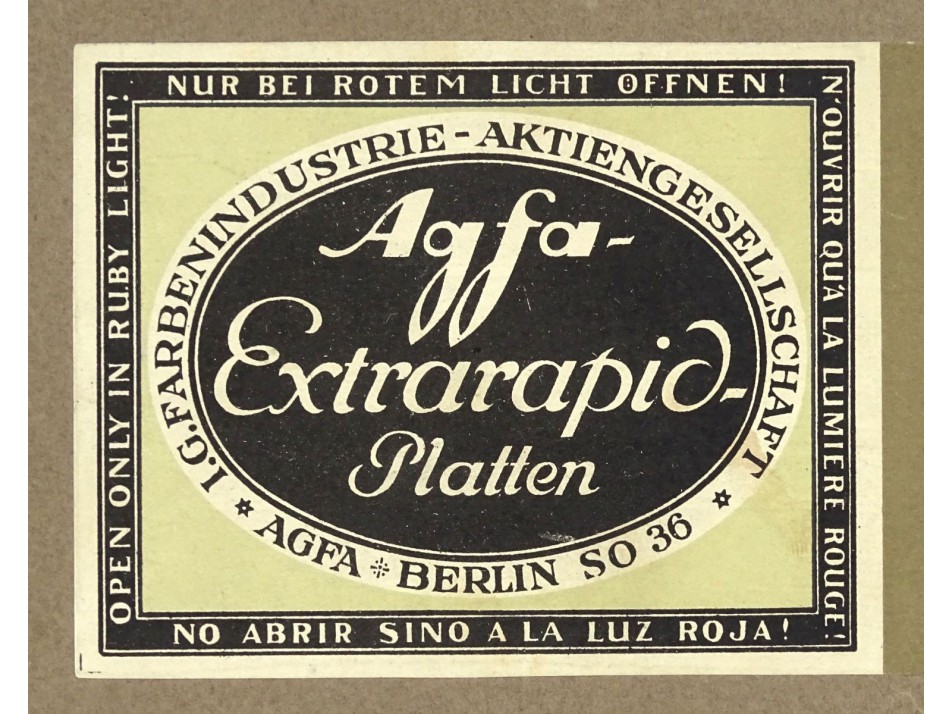 NUR BEI ROTEM LICHT ÖFFNEN!
N'OUVRIR QU'À LA LUMIERE ROUGE!
NO ABRIR SINO A LA LUZ ROJA!
OPEN ONLY IN RUBY LIGHT!
I.G.FARBENINDUSTRIE-AKTIENGESELLSCHAFT
Agfa-
Extrarapid-
Platten
AGFA BERLIN SO 36